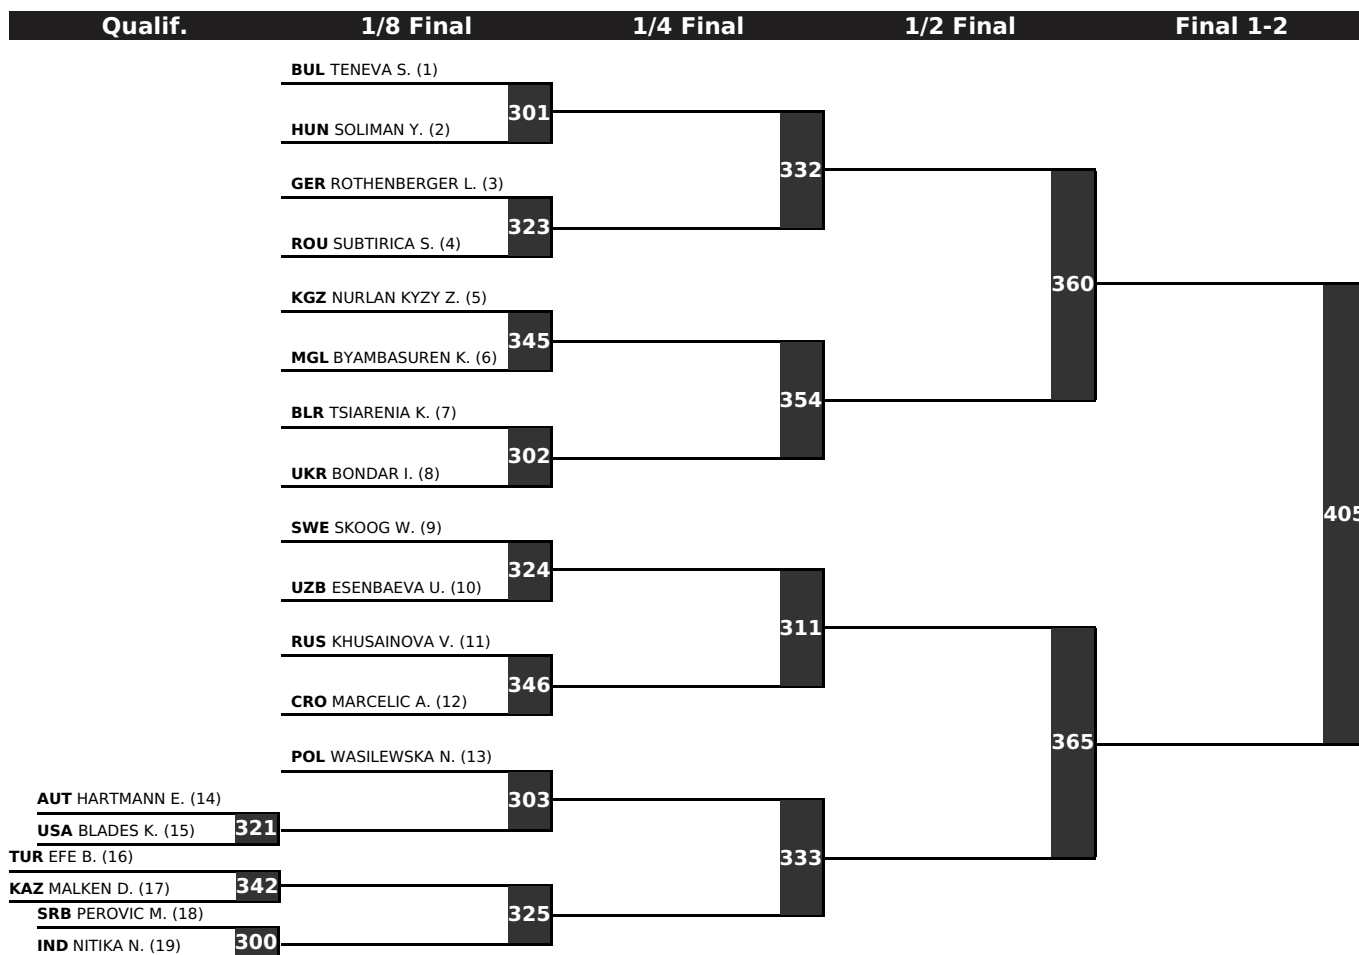 Qualif. 1/8 Final 1/4 Final 1/2 Final Final 1-2
BUL TENEVA S. (1)
301
HUN SOLIMAN Y. (2)
332
GER ROTHENBERGER L. (3)
323
ROU SUBTIRICA S. (4)
360
KGZ NURLAN KYZY Z. (5)
345
MGL BYAMBASUREN K. (6)
354
BLR TSIARENIA K. (7)
302
UKR BONDAR I. (8)
405
SWE SKOOG W. (9)
324
UZB ESENBAEVA U. (10)
311
RUS KHUSAINOVA V. (11)
346
CRO MARCELIC A. (12)
365
POL WASILEWSKA N. (13)
303
AUT HARTMANN E. (14)
321
USA BLADES K. (15)
333
TUR EFE B. (16)
342
KAZ MALKEN D. (17)
325
SRB PEROVIC M. (18)
300
IND NITIKA N. (19)